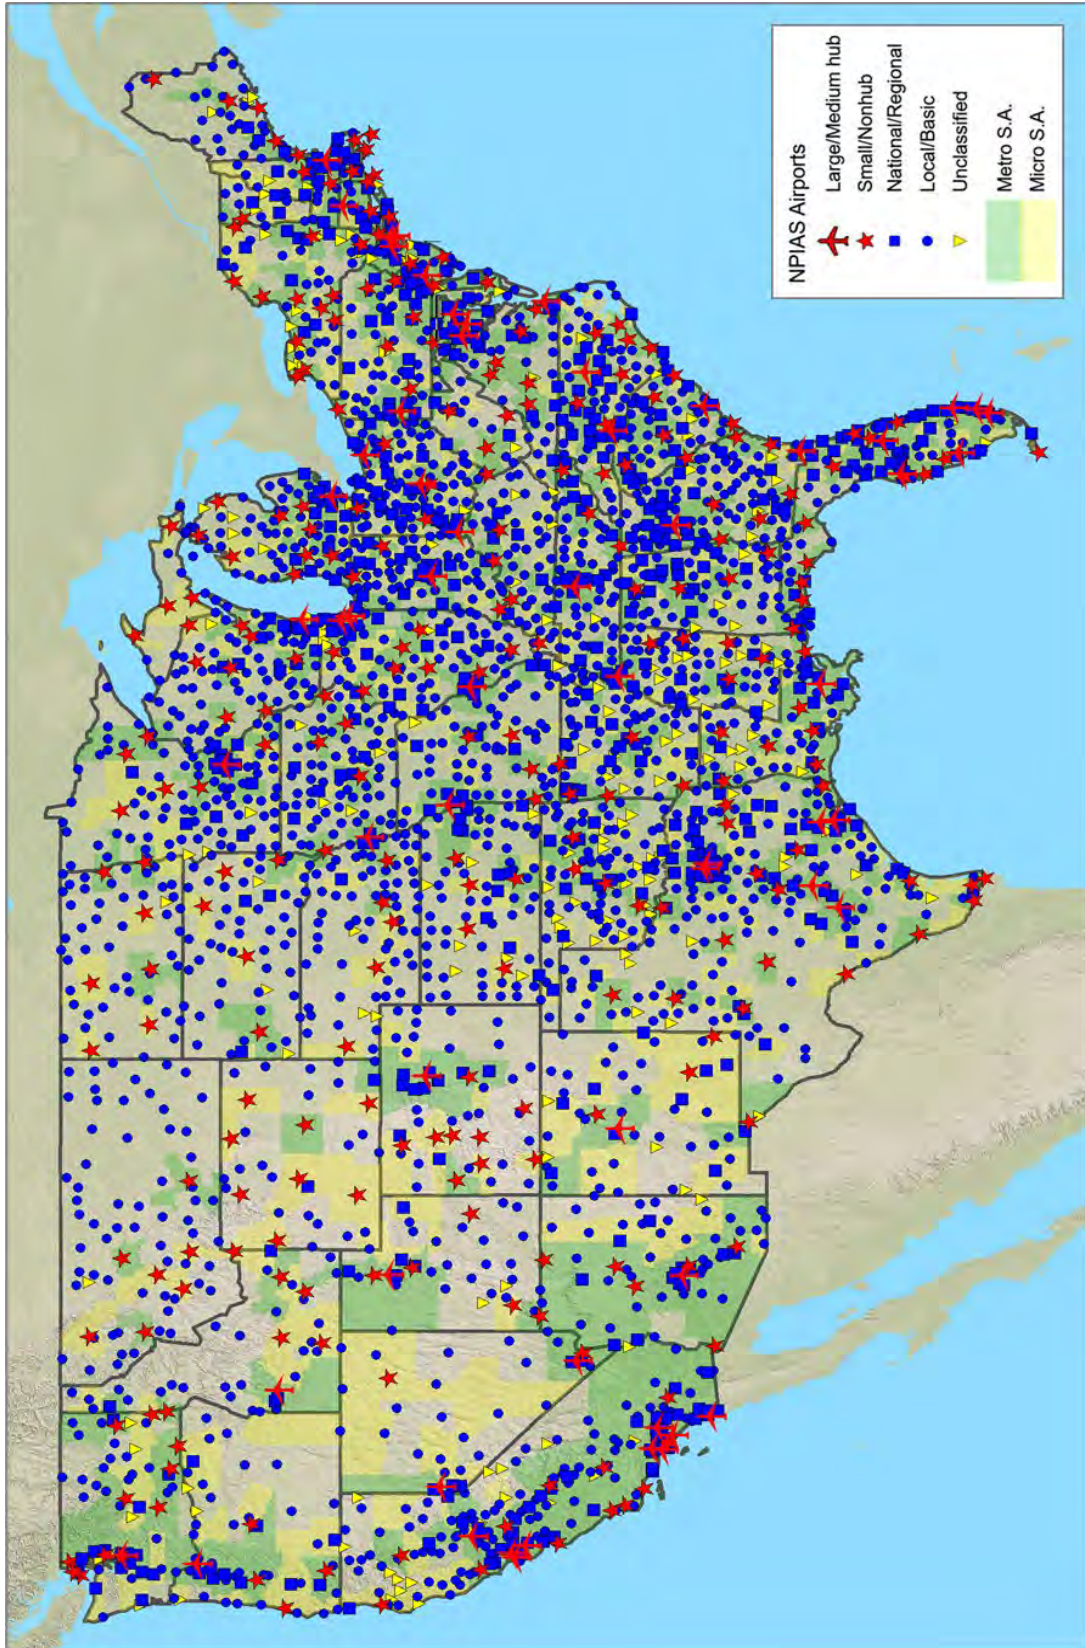 NPIAS Airports
Large/Medium hub
Small/Nonhub
National/Regional
Local/Basic
Unclassified
Metro S.A.
Micro S.A.